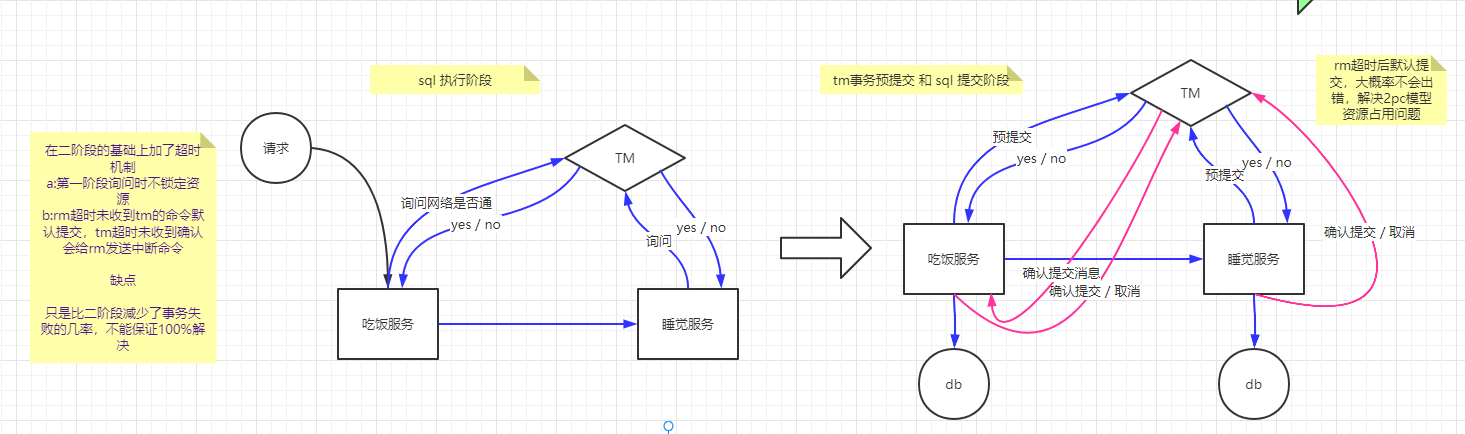 在二阶段的基础上加了超时
机制
a:第一阶段询问时不锁定资
源
b:rm超时未收到tm的命令默
认提交，tm超时未收到确认
会给rm发送中断命令
缺点
只是比二阶段减少了事务失
败的几率，不能保证100%解
决
sql 执行阶段
请求
TM
询问网络是否通
yes / no
yes / no
询问
吃饭服务
睡觉服务
tm事务预提交 和 sql 提交阶段
rm超时后默认提
交，大概率不会出
错，解决2pc模型
资源占用问题
TM
预提交
yes / no
yes / no
预提交
确认提交 / 取消
吃饭服务
睡觉服务
确认提交消息
确认提交 / 取消
db
db